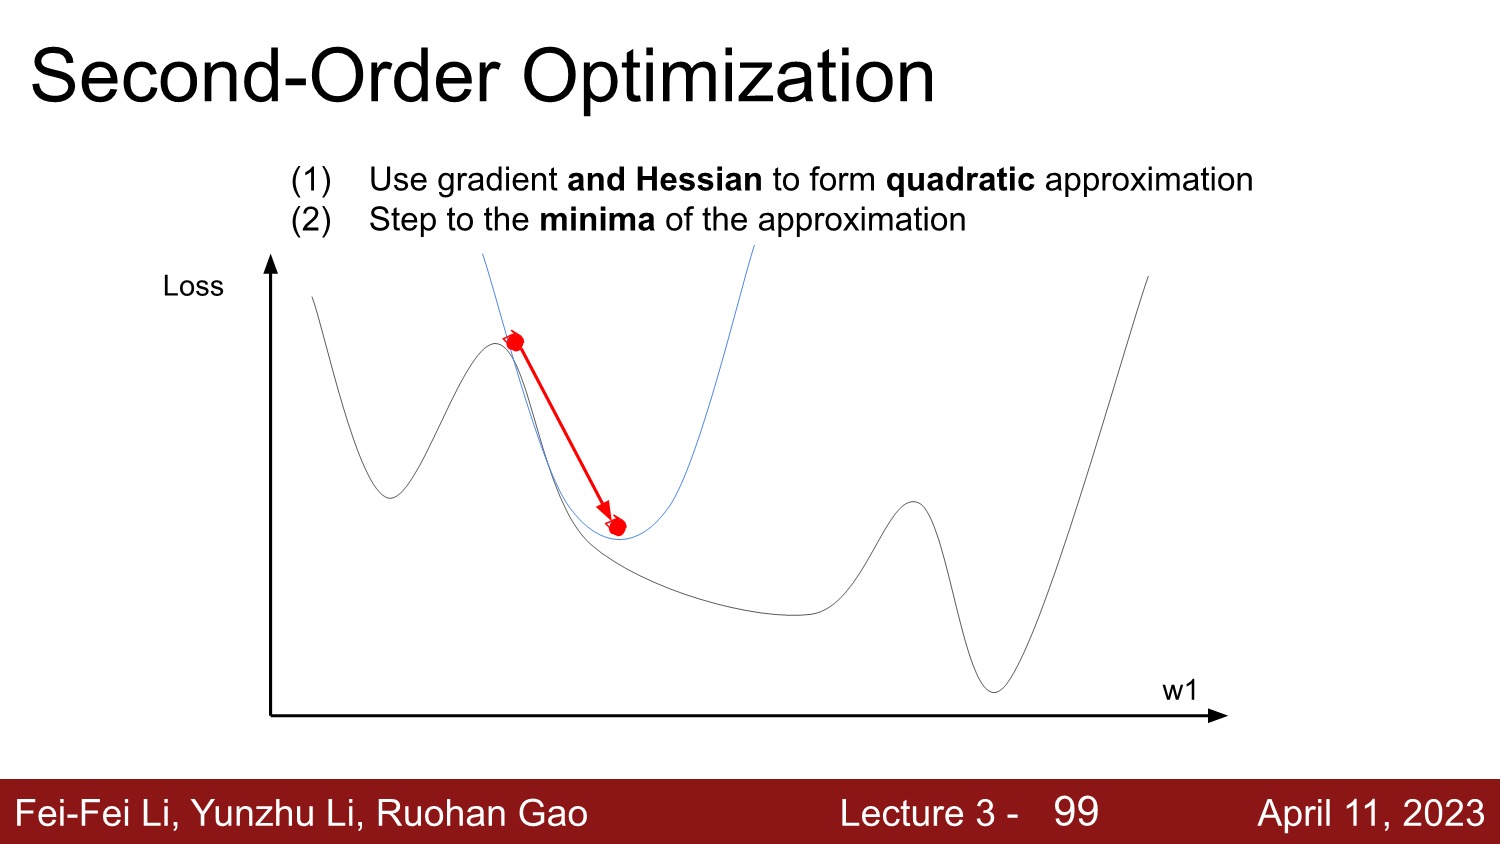 Second-Order Optimization
(1) Use gradient and Hessian to form quadratic approximation
(2) Step to the minima of the approximation
Loss
w1
Fei-Fei Li, Yunzhu Li, Ruohan Gao Lecture 3 - 99 April 11, 2023